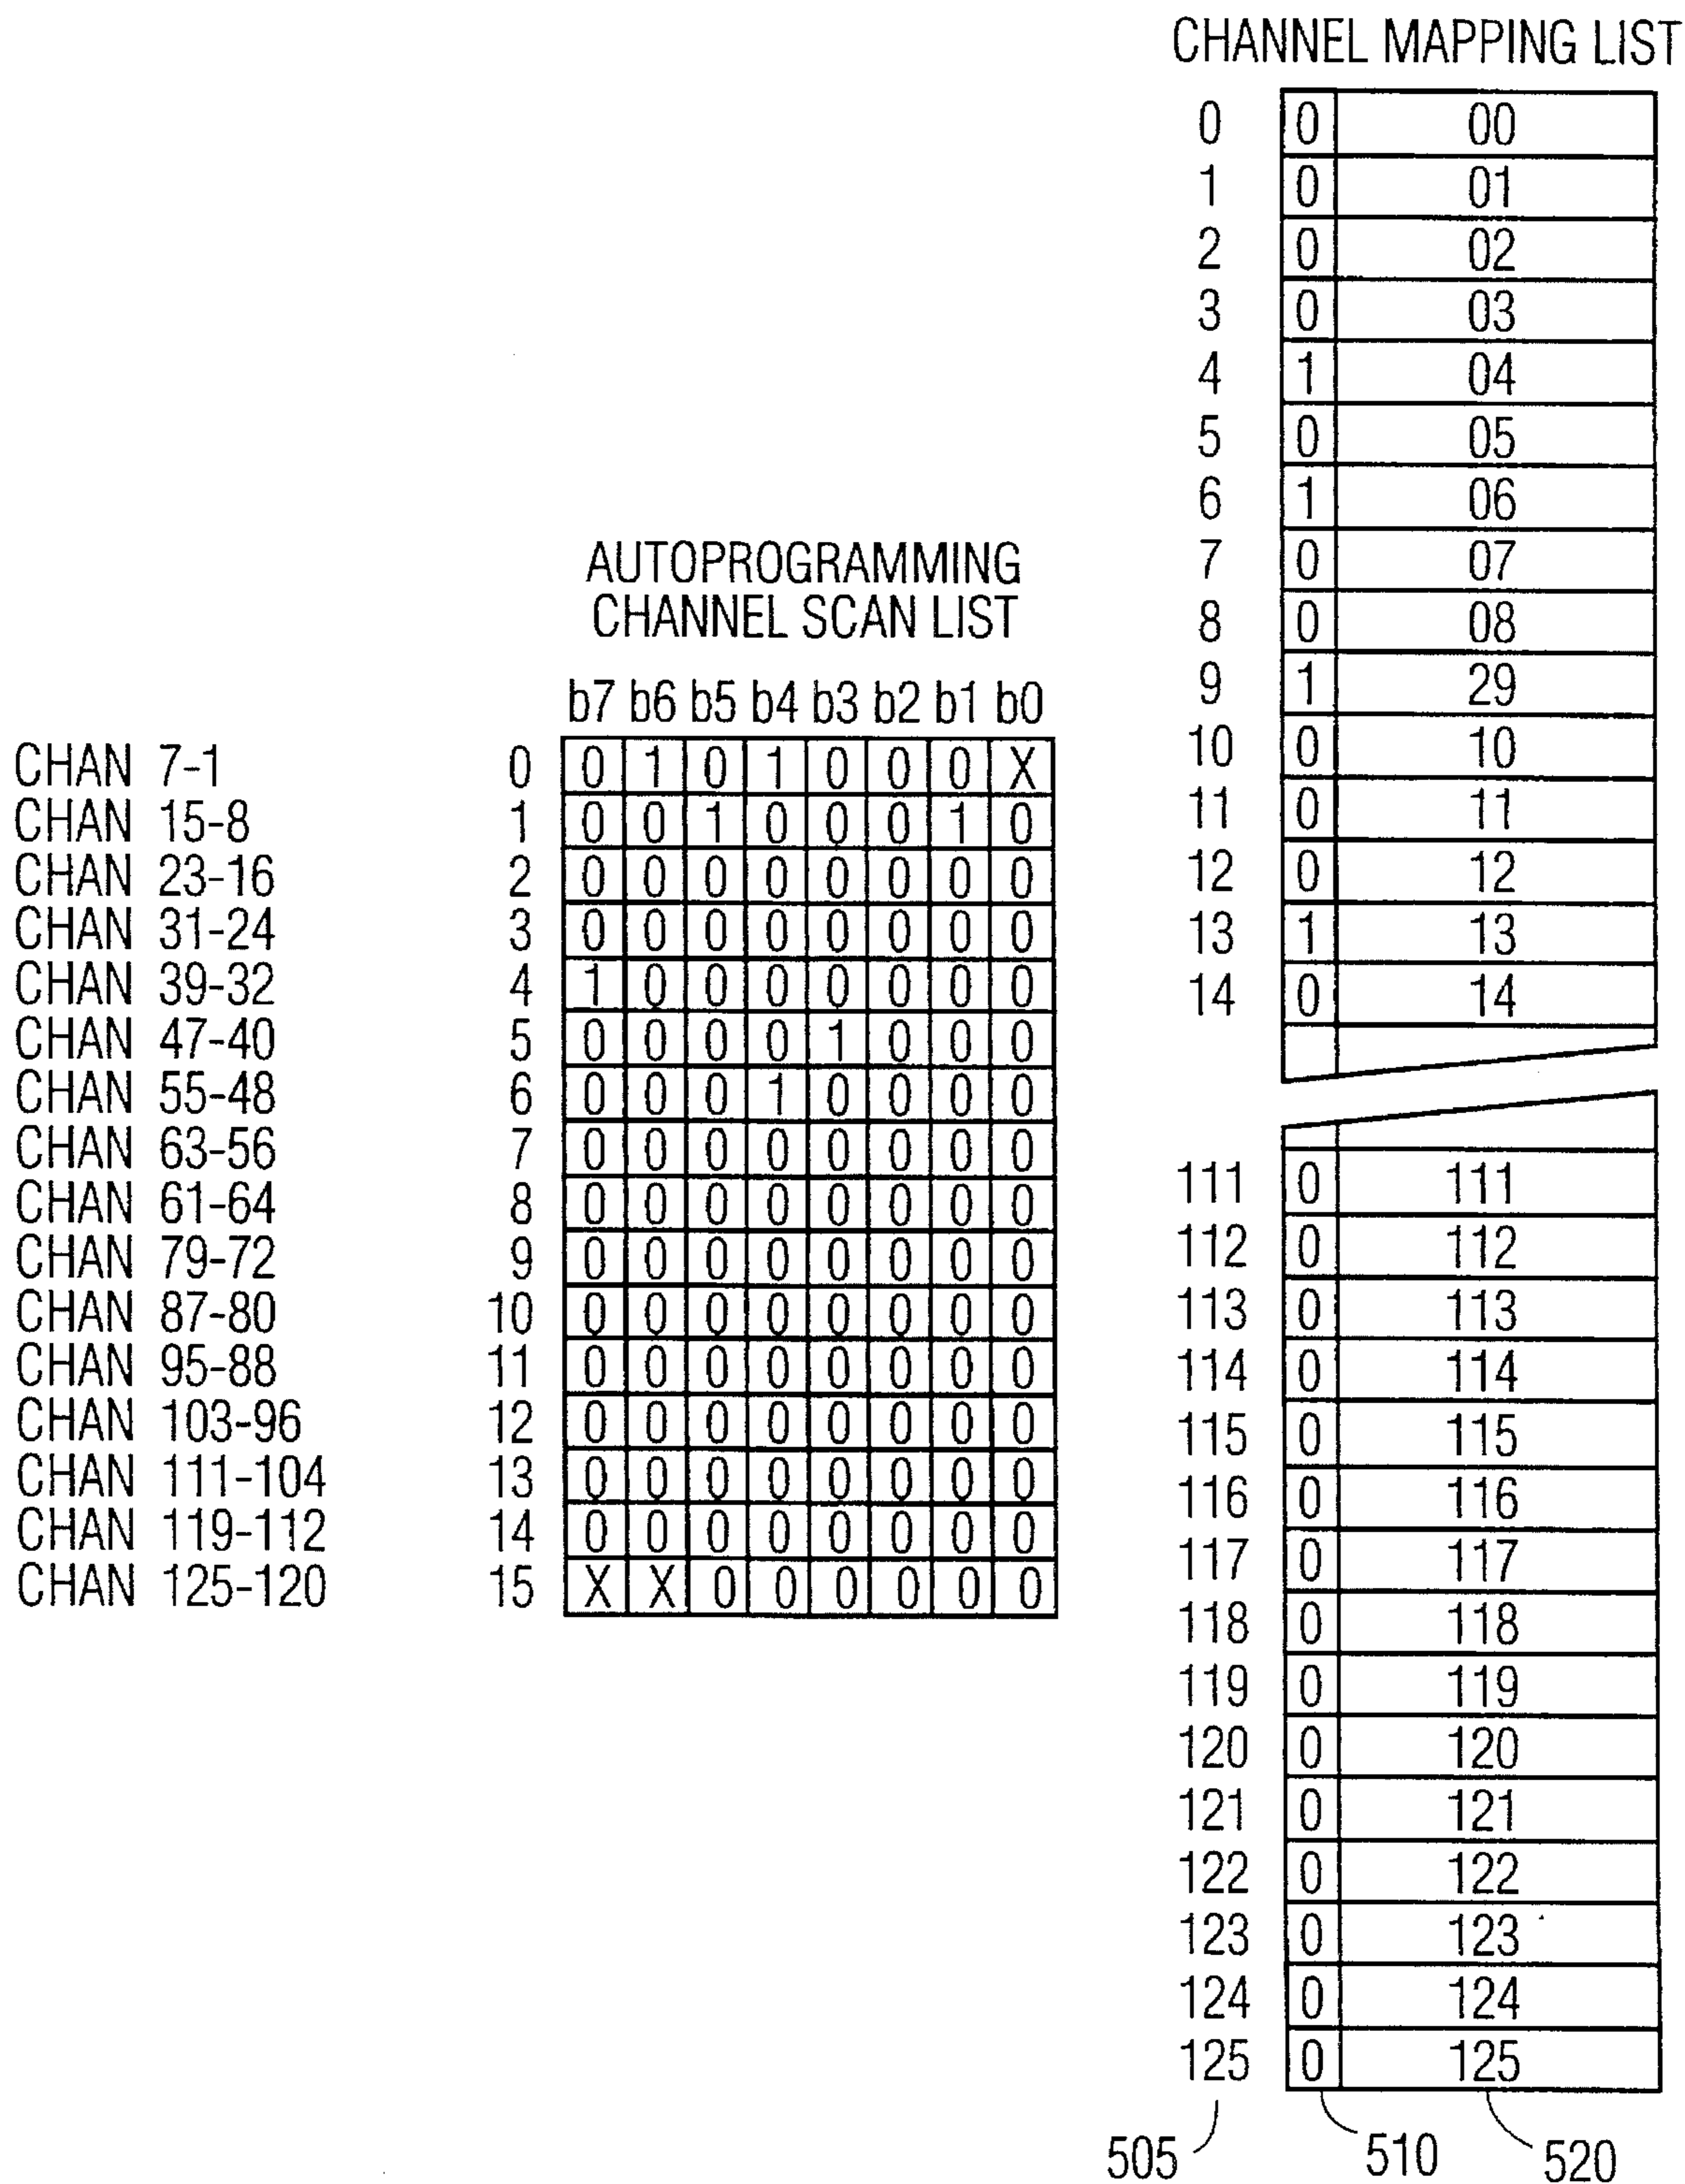 CHANNEL MAPPING LIST
0 0 00
1 0 01
2 0 02
3 0 03
4 1 04
5 0 05
6 1 06
7 0 07
8 0 08
9 1 29
10 0 10
11 0 11
12 0 12
13 1 13
14 0 14
111 0 111
112 0 112
113 0 113
114 0 114
115 0 115
116 0 116
117 0 117
118 0 118
119 0 119
120 0 120
121 0 121
122 0 122
123 0 123
124 0 124
125 0 125
505 510 520
AUTOPROGRAMMING
CHANNEL SCAN LIST
b7 b6 b5 b4 b3 b2 b1 b0
CHAN 7-1 0 0 1 0 1 0 0 0 X
CHAN 15-8 1 0 0 1 0 0 0 1 0
CHAN 23-16 2 0 0 0 0 0 0 0 0
CHAN 31-24 3 0 0 0 0 0 0 0 0
CHAN 39-32 4 1 0 0 0 0 0 0 0
CHAN 47-40 5 0 0 0 0 1 0 0 0
CHAN 55-48 6 0 0 0 1 0 0 0 0
CHAN 63-56 7 0 0 0 0 0 0 0 0
CHAN 61-64 8 0 0 0 0 0 0 0 0
CHAN 79-72 9 0 0 0 0 0 0 0 0
CHAN 87-80 10 0 0 0 0 0 0 0 0
CHAN 95-88 11 0 0 0 0 0 0 0 0
CHAN 103-96 12 0 0 0 0 0 0 0 0
CHAN 111-104 13 0 0 0 0 0 0 0 0
CHAN 119-112 14 0 0 0 0 0 0 0 0
CHAN 125-120 15 X X 0 0 0 0 0 0